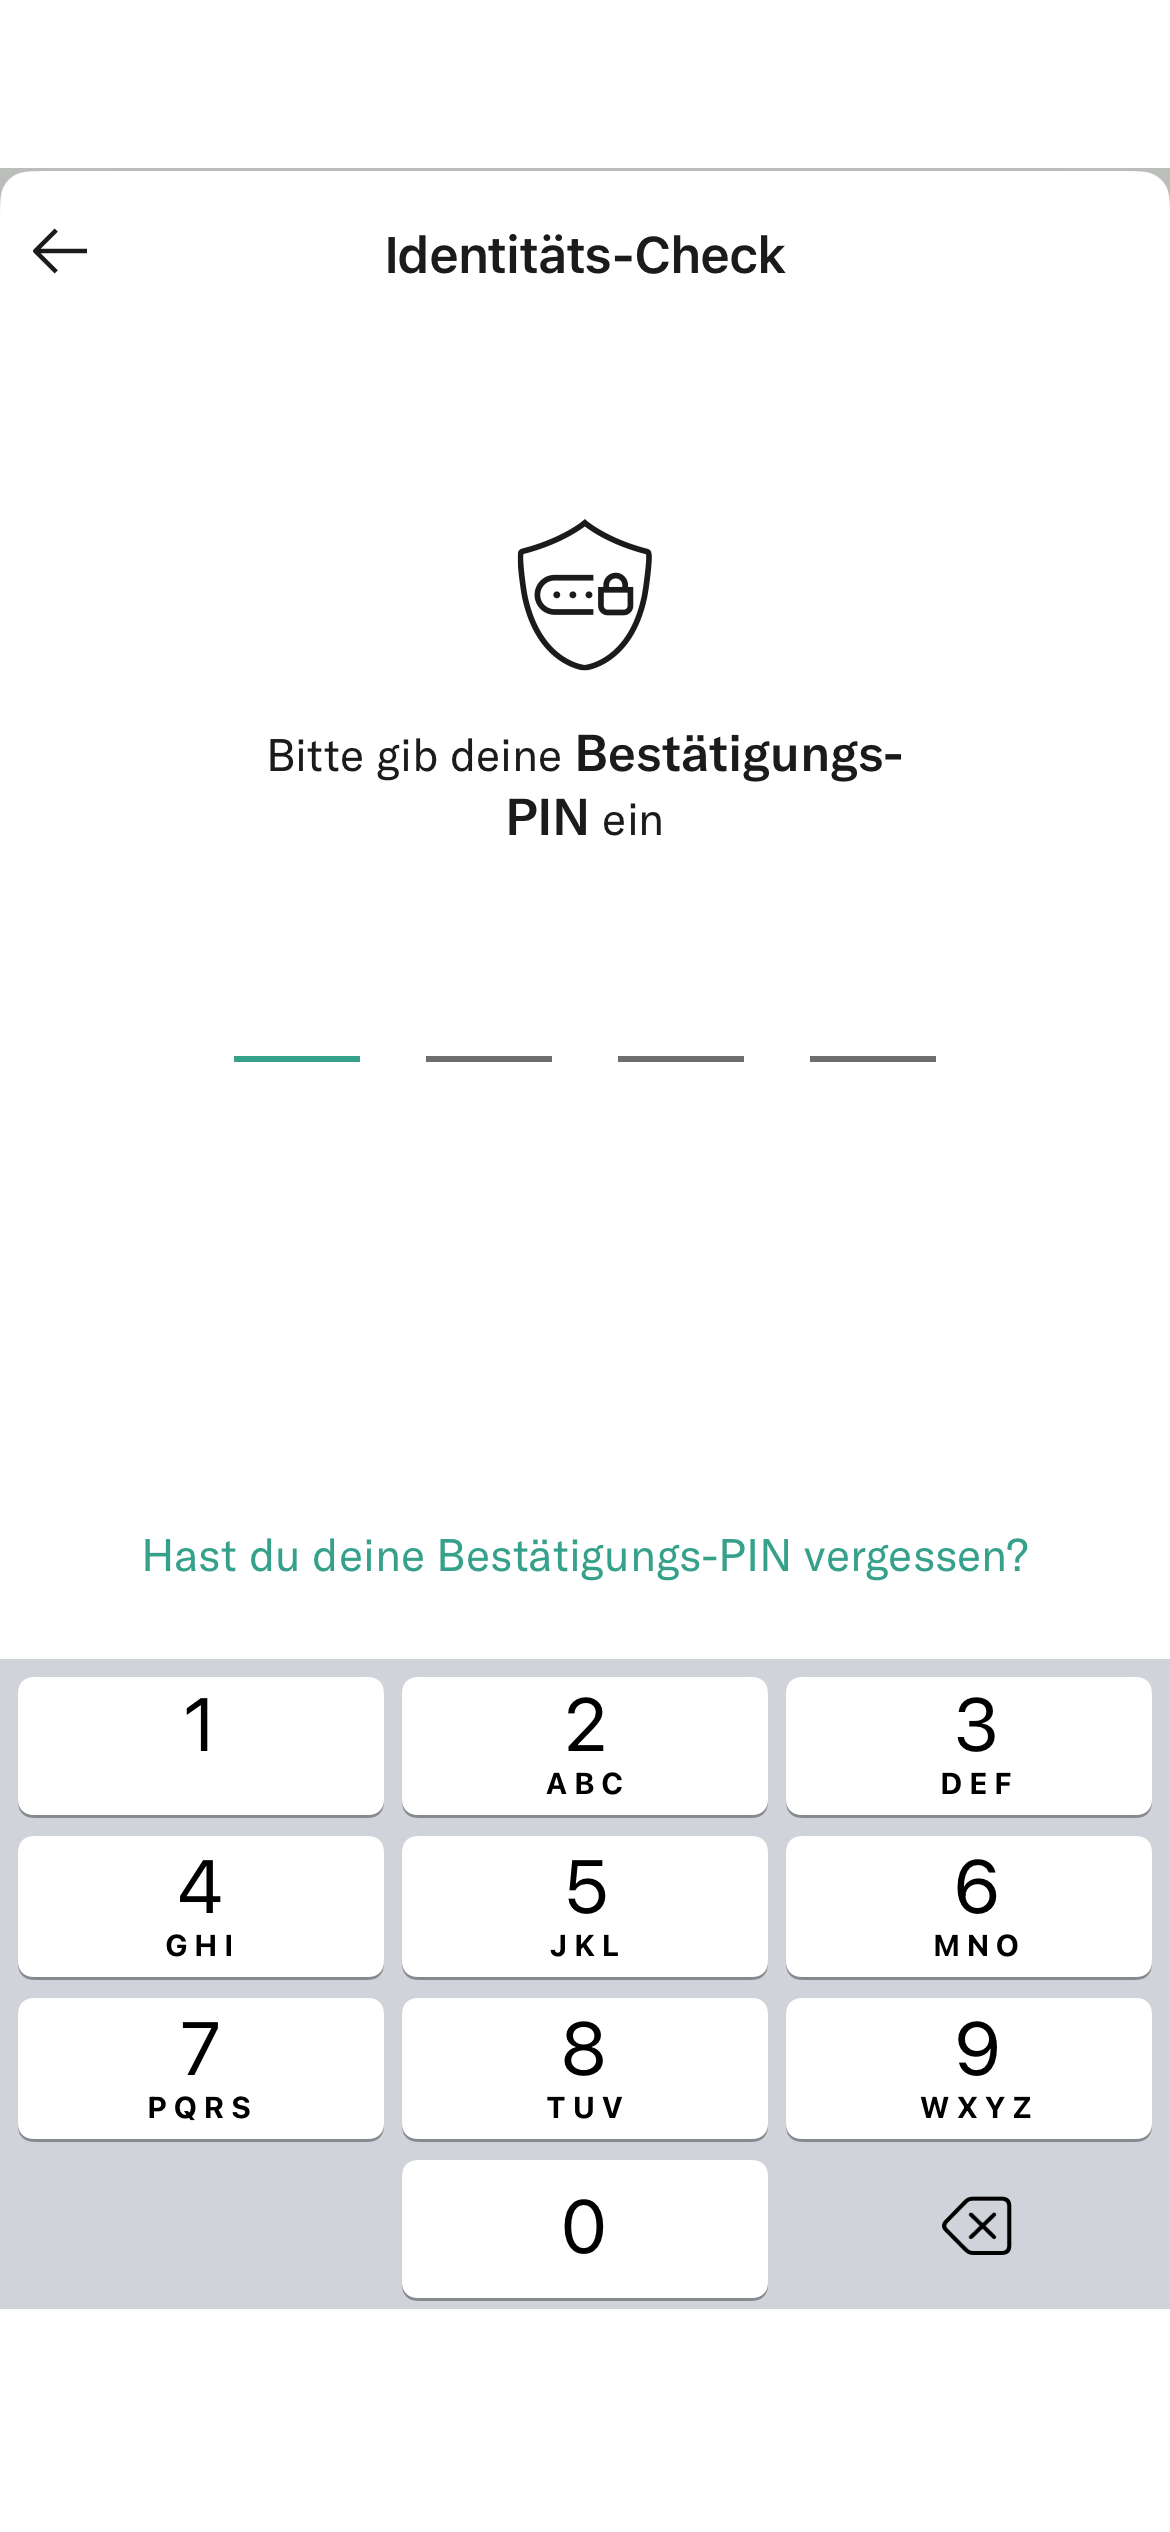 Identitäts-Check
Bitte gib deine Bestätigungs-
PIN ein
Hast du deine Bestätigungs-PIN vergessen?
1 2 3
ABC DEF
4 5 6
GHI JKL MNO
7 8 9
PQRS TUV WXYZ
0